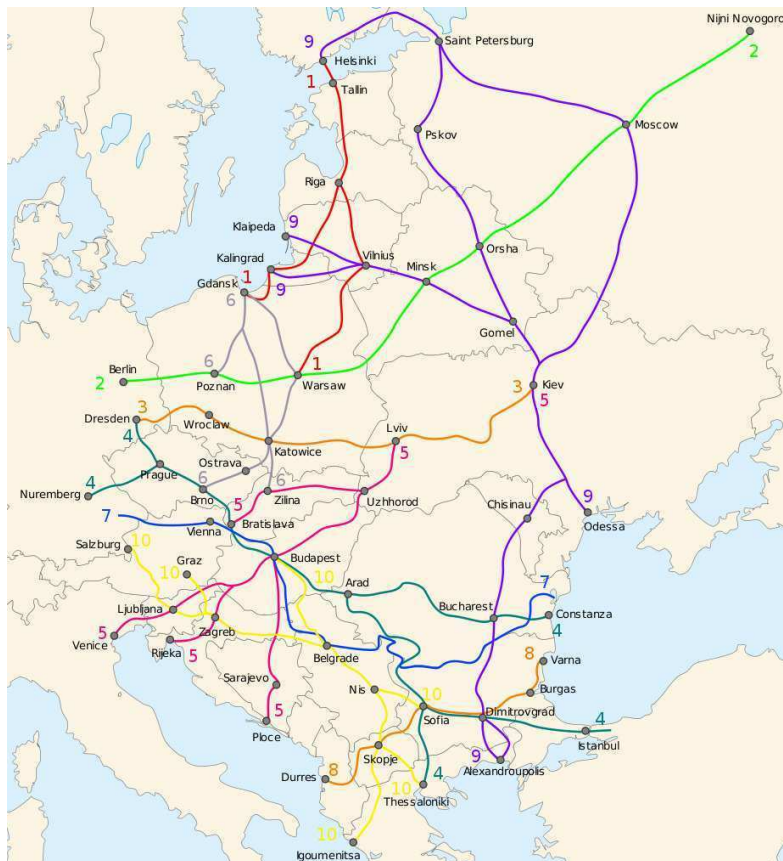 Nijni Novogorod
2
9
Saint Petersburg
Helsinki
1
Tallin
Moscow
Pskov
Riga
Klaipeda
9
Orsha
Kalingrad
Vilnius
Minsk
1
Gdansk
6
9
Gomel
Berlin
6
1
2
Poznan
Warsaw
3
Kiev
5
Dresden
3
Wroclaw
4
Lviv
5
Katowice
Ostrava
Prague
4
6
6
Nuremberg
Brno
Zilina
Uzhhorod
5
Chisinau
9
7
Bratislava
Odessa
Vienna
10
Salzburg
Graz
Budapest
10
10
Arad
7
Ljubljana
Bucharest
Constanza
4
Zagreb
5
Venice
Rijeka
5
Belgrade
8
Varna
Sarajevo
Nis
10
Burgas
5
Sofia
Dimitrovgrad
Ploce
4
Istanbul
Skopje
9
8
4
Alexandroupolis
Durres
10
Thessaloniki
10
Igoumenitsa